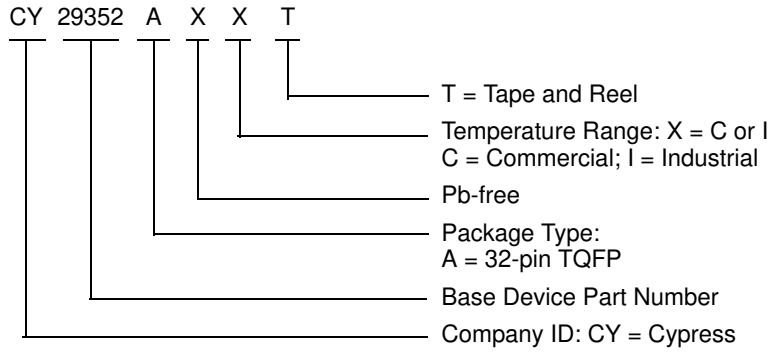 CY 29352 A X X T
T = Tape and Reel
Temperature Range: X = C or I
C = Commercial; I = Industrial
Pb-free
Package Type:
A = 32-pin TQFP
Base Device Part Number
Company ID: CY = Cypress